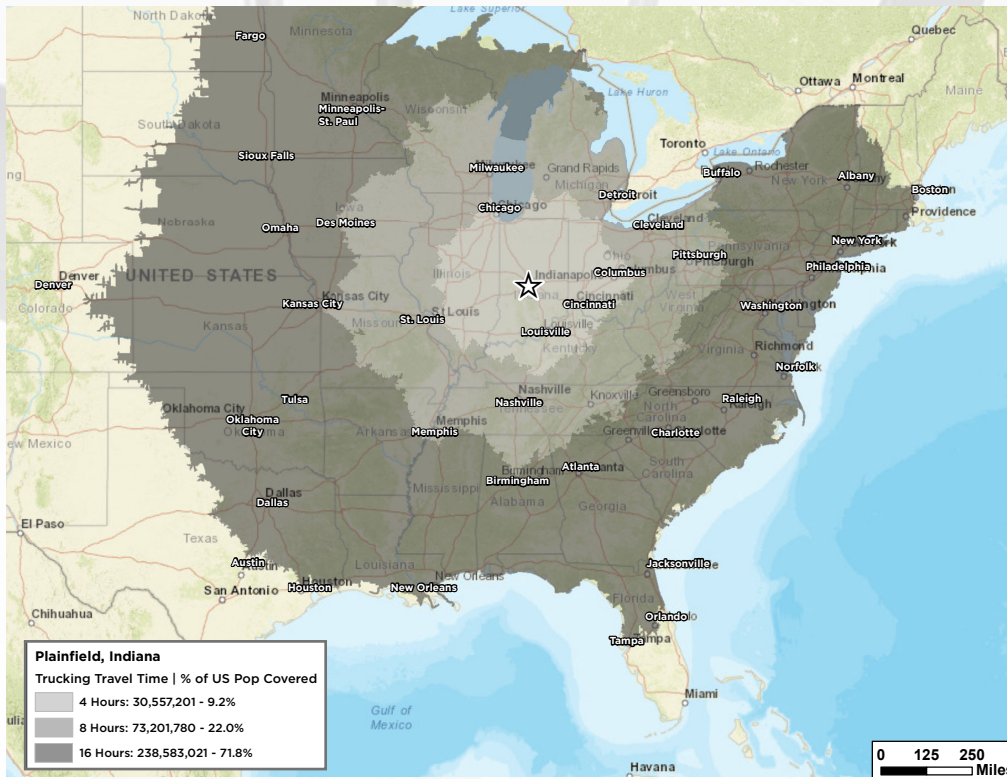 Lake Superior
North Dakota
Minnesota
Fargo
Quebec
Ottawa
Montreal
Maine
Minneapolis
Minneapolis-
St. Paul
Wisconsin
Lake Huron
South Dakota
Toronto
Lake Ontario
Sioux Falls
Milwaukee
Grand Rapids
Michigan
Buffalo
Rochester
New York
Albany
Boston
Detroit
Providence
Iowa
Chicago
Nebraska
Omaha
Des Moines
Cleveland
Cleveland
New York
Pennsylvania
Pittsburgh
Pittsburgh
Philadelphia
Denver
Denver
UNITED STATES
Illinois
Indianapolis
Ohio
Columbus
Columbus
Indiana
Colorado
Kansas City
Kansas City
Cincinnati
Cincinnati
West
Virginia
Washington
St. Louis
St Louis
Missouri
Kansas
Louisville
Louisville
Kentucky
Virginia
Richmond
Norfolk
Nashville
Nashville
Tennessee
Knoxville
Greensboro
Raleigh
Raleigh
North
Carolina
Tulsa
Oklahoma City
Oklahoma
City
Oklahoma
Arkansas
Memphis
Memphis
Greenville
Charlotte
Charlotte
New Mexico
Birmingham
Birmingham
Atlanta
South
Carolina
Mississippi
Alabama
Georgia
Dallas
Dallas
El Paso
Texas
Austin
Austin
Louisiana
Houston
Houston
New Orleans
New Orleans
Jacksonville
San Antonio
Florida
Orlando
Tampa
Tampa
Chihuahua
Miami
Gulf of
Mexico
Havana
Plainfield, Indiana
Trucking Travel Time | % of US Pop Covered
4 Hours: 30,557,201 - 9.2%
8 Hours: 73,201,780 - 22.0%
16 Hours: 238,583,021 - 71.8%
0 125 250
Miles